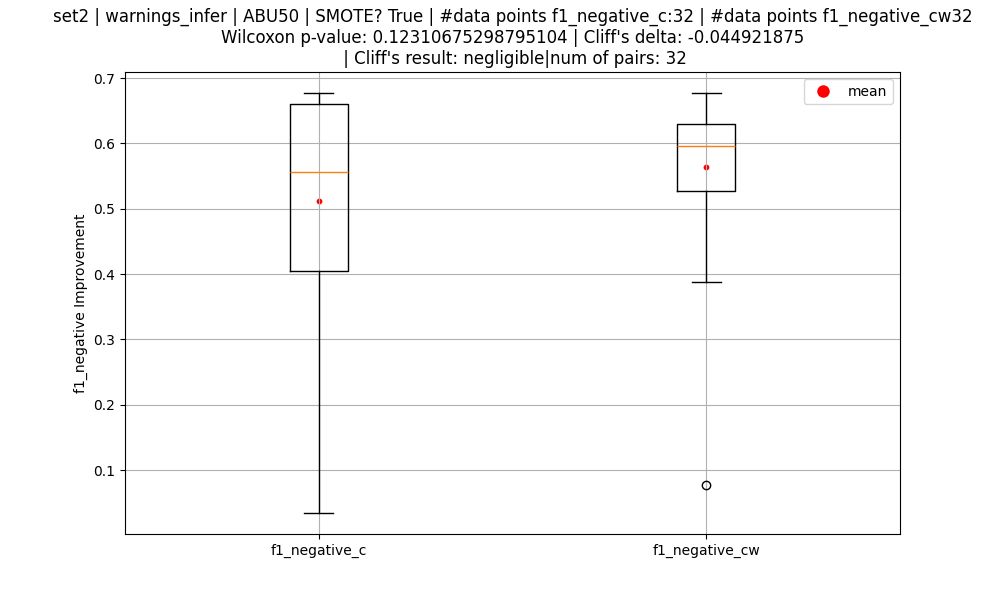 set2 | warnings_infer | ABU50 | SMOTE? True | #data points f1_negative_c:32 | #data points f1_negative_cw32
Wilcoxon p-value: 0.12310675298795104 | Cliff's delta: -0.044921875
| Cliff's result: negligible|num of pairs: 32
mean
0.7
0.6
0.5
0.4
0.3
0.2
0.1
f1_negative Improvement
f1_negative_c
f1_negative_cw